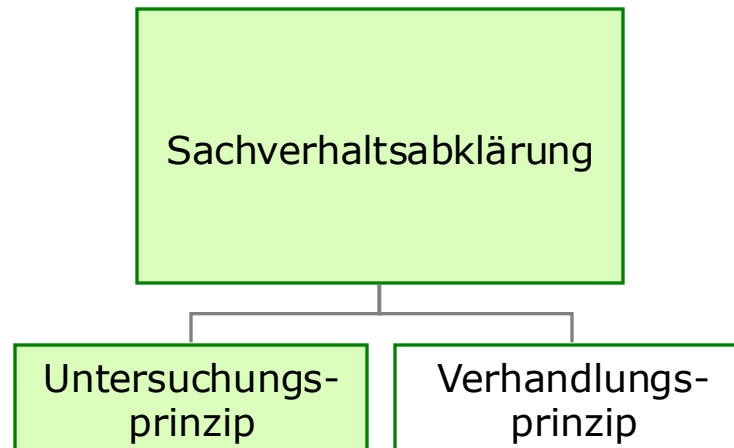 Sachverhaltsabklärung
Untersuchungs-
prinzip
Verhandlungs-
prinzip